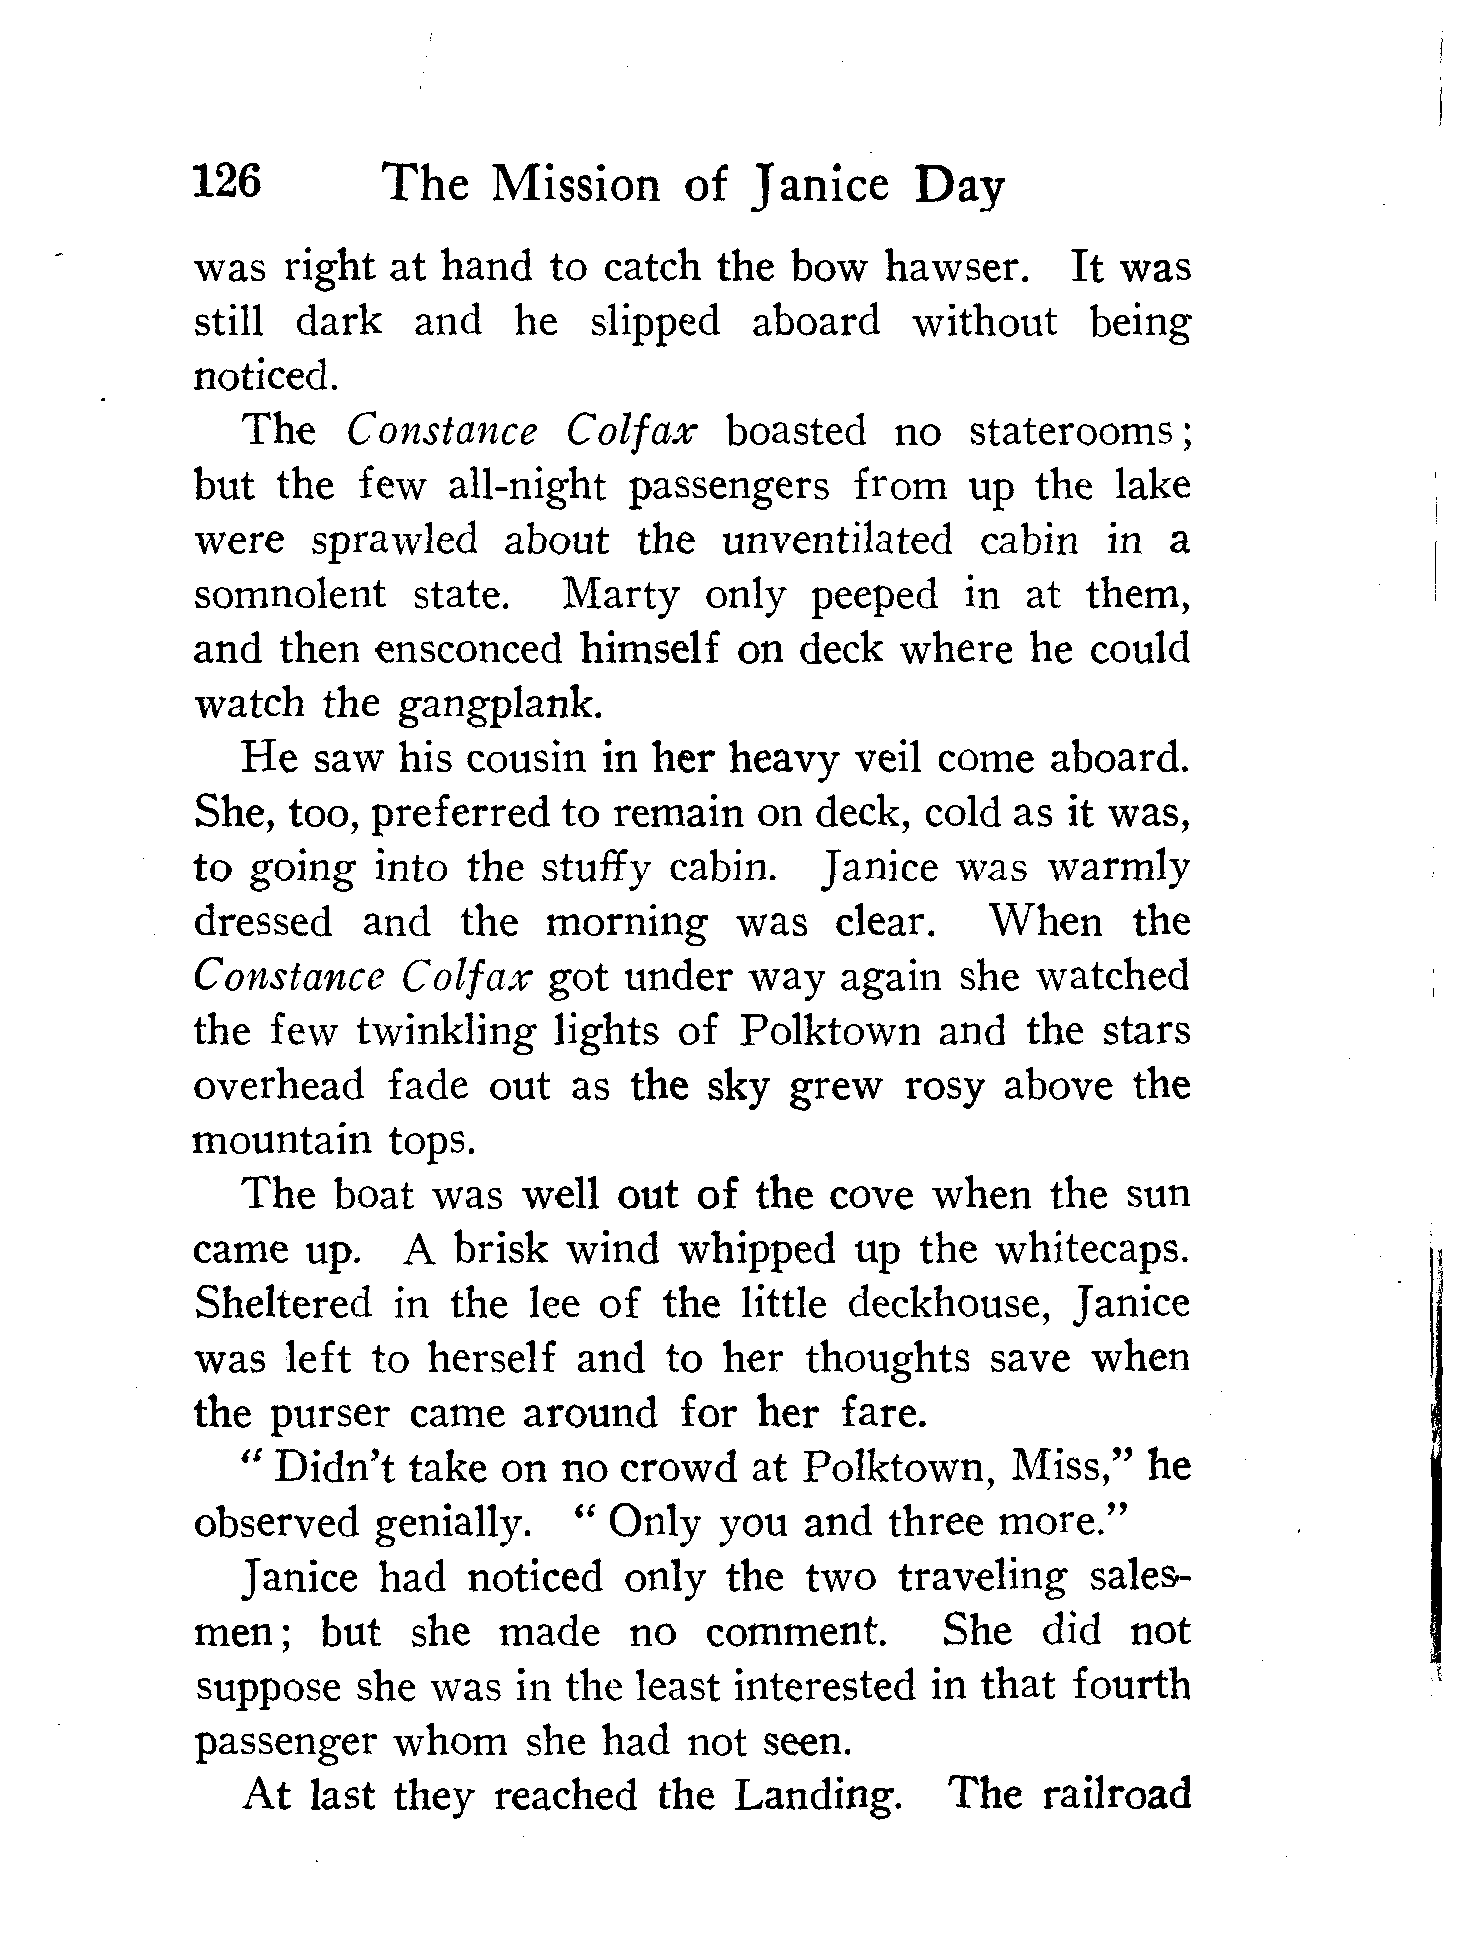 126 The Mission of Janice Day
was right at hand to catch the bow hawser. It was
still dark and he slipped aboard without being
noticed.
The Constance Colfax boasted no staterooms;
but the few all-night passengers from up the lake
were sprawled about the unventilated cabin in a
somnolent state. Marty only peeped in at them,
and then ensconced himself on deck where he could
watch the gangplank.
He saw his cousin in her heavy veil come aboard.
She, too, preferred to remain on deck, cold as it was,
to going into the stuffy cabin. Janice was warmly
dressed and the morning was clear. When the
Constance Colfax got under way again she watched
the few twinkling lights of Polktown and the stars
overhead fade out as the sky grew rosy above the
mountain tops.
The boat was well out of the cove when the sun
came up. A brisk wind whipped up the whitecaps.
Sheltered in the lee of the little deckhouse, Janice
was left to herself and to her thoughts save when
the purser came around for her fare.
“ Didn’t take on no crowd at Polktown, Miss,” he
observed genially. “ Only you and three more.”
Janice had noticed only the two traveling sales-
men; but she made no comment. She did not
suppose she was in the least interested in that fourth
passenger whom she had not seen.
At last they reached the Landing. The railroad